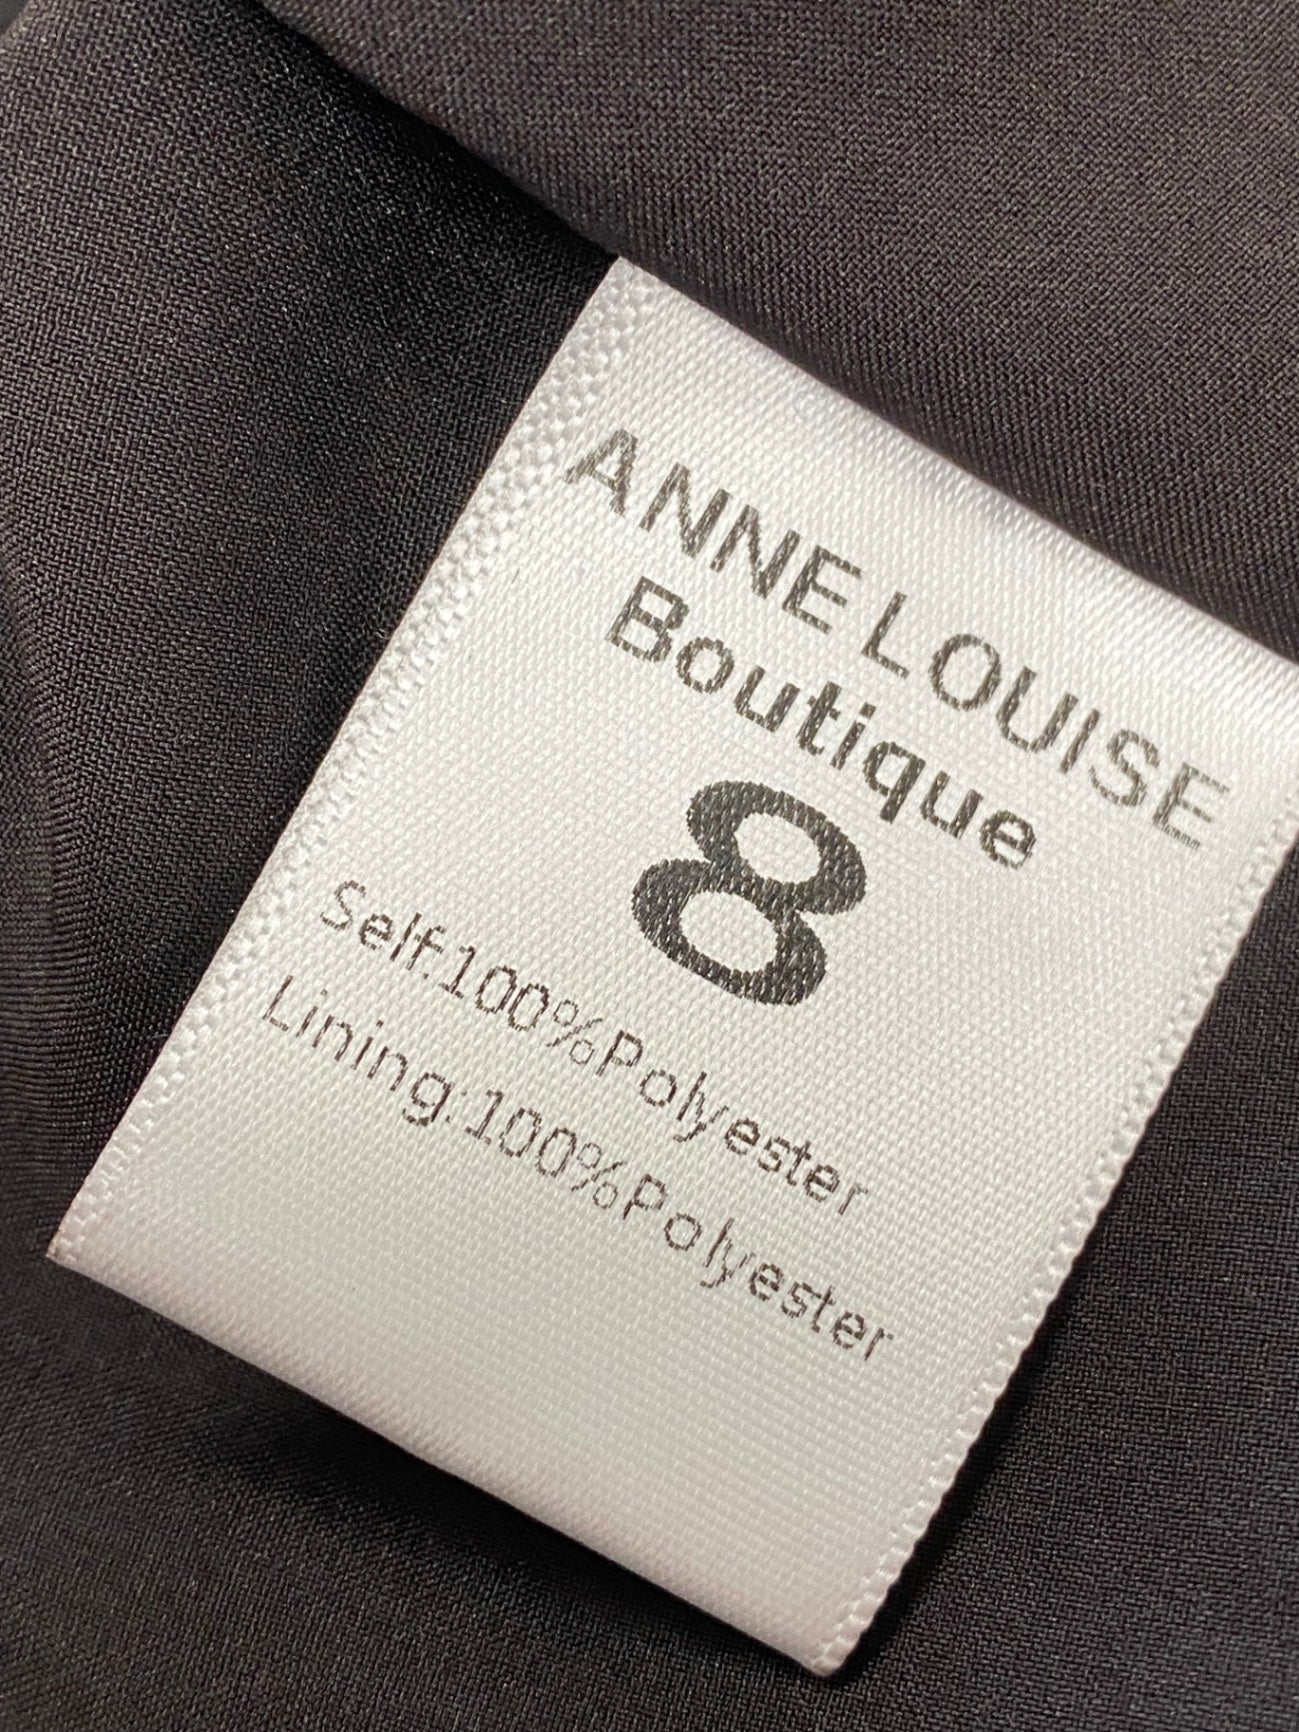 ANNE LOUISE
Boutique
8
Self:100%Polyester
Lining:100%Polyester